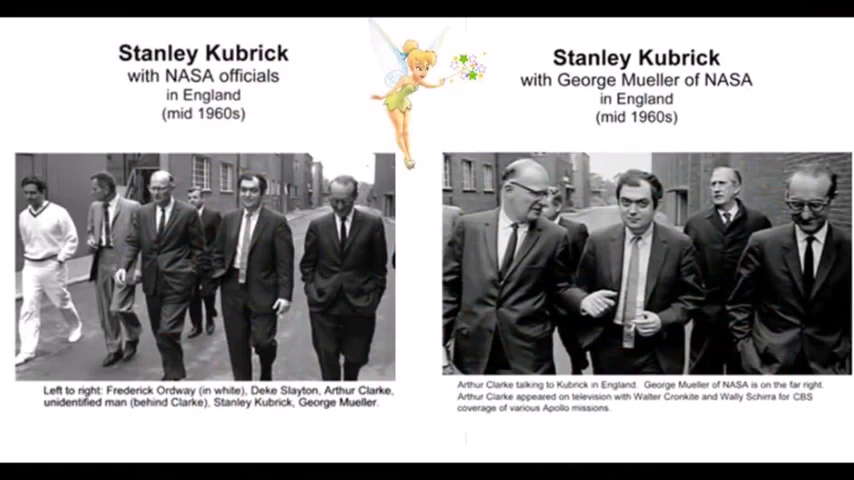 Stanley Kubrick
with NASA officials
in England
(mid 1960s)
Left to right: Frederick Ordway (in white), Deke Slayton, Arthur Clarke,
unidentified man (behind Clarke), Stanley Kubrick, George Mueller.
Stanley Kubrick
with George Mueller of NASA
in England
(mid 1960s)
Arthur Clarke talking to Kubrick in England. George Mueller of NASA is on the far right.
Arthur Clarke appeared on television with Walter Cronkite and Wally Schirra for CBS
coverage of various Apollo missions.